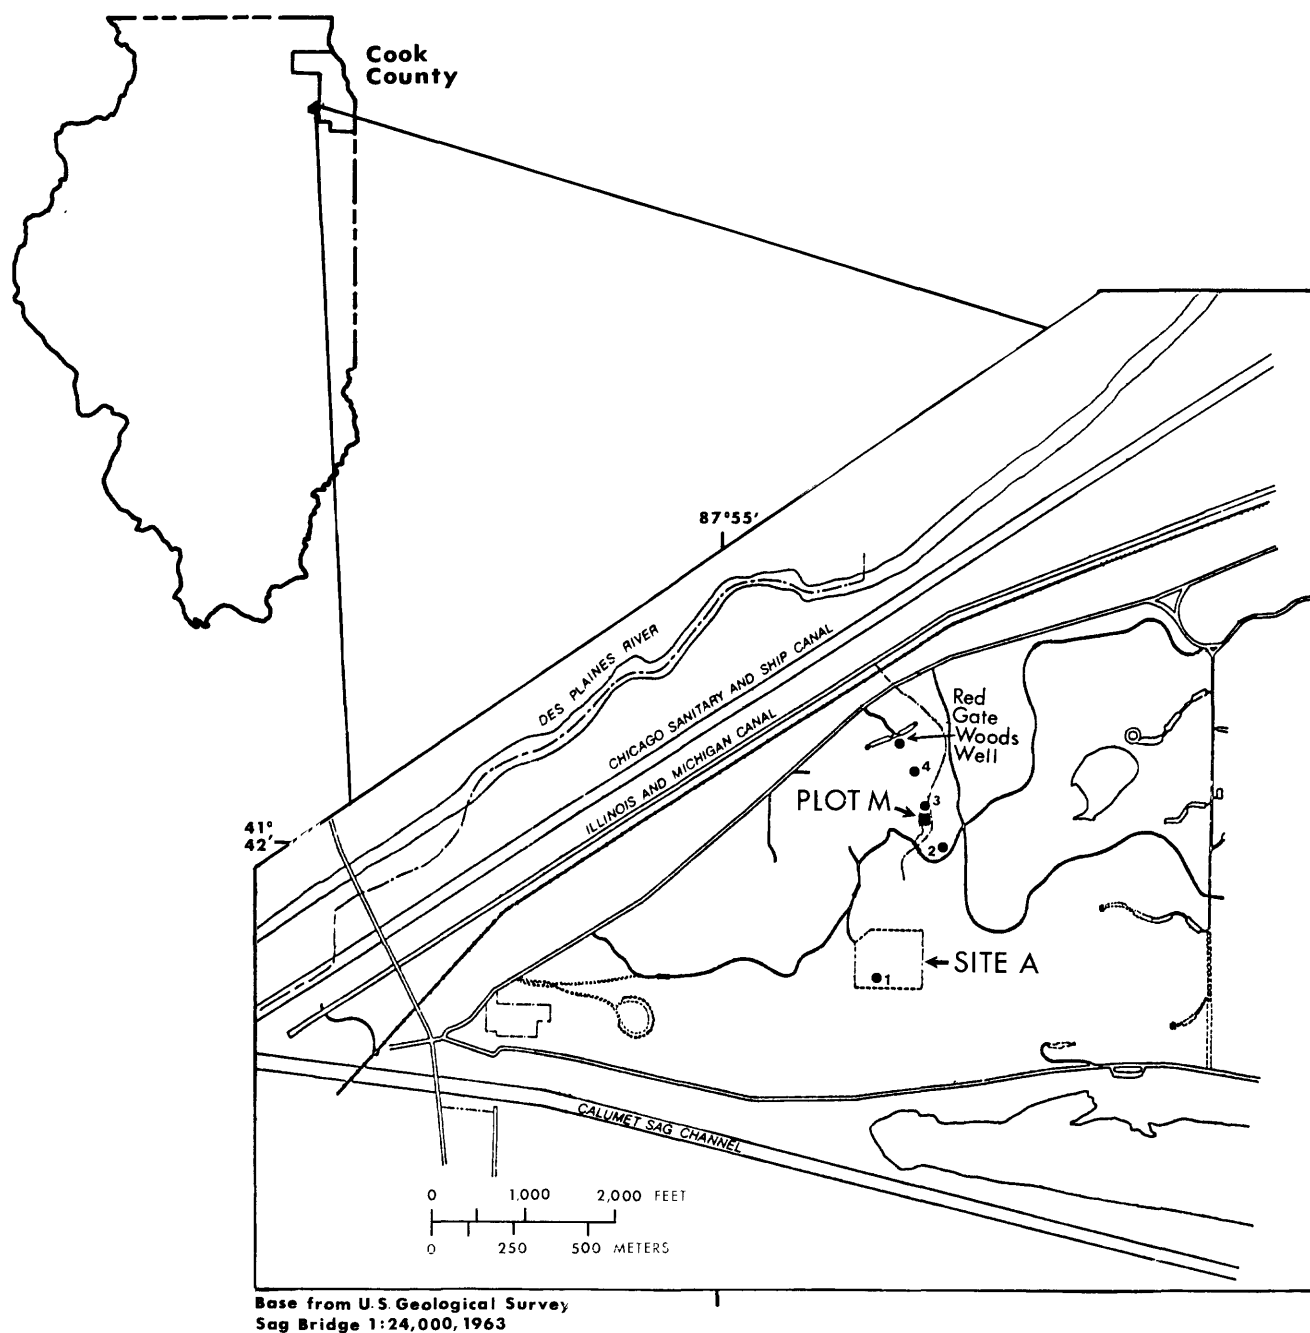 Cook
County
87°55'
DES PLAINES RIVER
CHICAGO SANITARY AND SHIP CANAL
ILLINOIS AND MICHIGAN CANAL
Red
Gate
Woods
Well
4
PLOT M
3
2
41°
42'
SITE A
1
CALUMET SAG CHANNEL
0 1,000 2,000 FEET
0 250 500 METERS
Base from U.S. Geological Survey
Sag Bridge 1:24,000, 1963